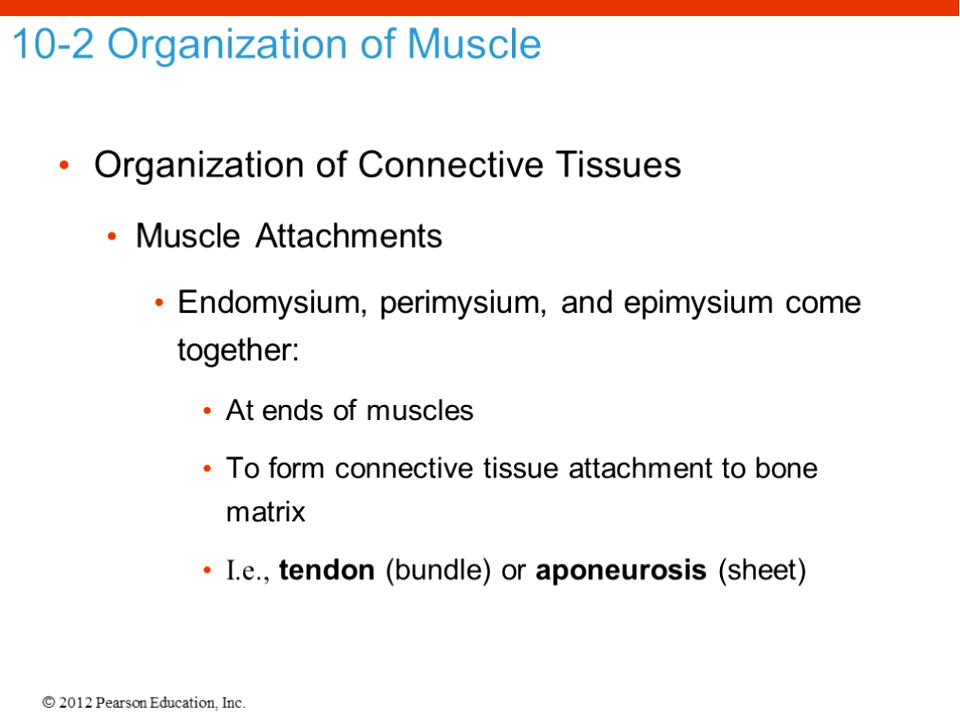 10-2 Organization of Muscle
• Organization of Connective Tissues
• Muscle Attachments
• Endomysium, perimysium, and epimysium come
together:
• At ends of muscles
• To form connective tissue attachment to bone
matrix
• I.e., tendon (bundle) or aponeurosis (sheet)
© 2012 Pearson Education, Inc.